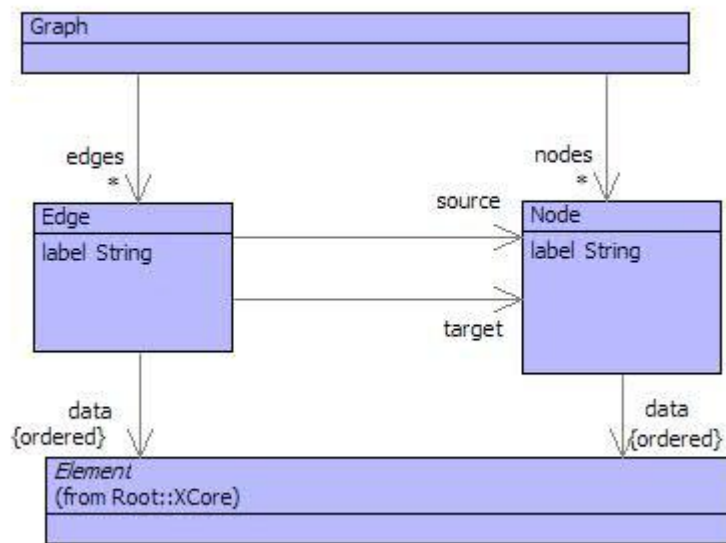 Graph
edges
*
nodes
*
Edge
label String
source
Node
label String
target
data
{ordered}
data
{ordered}
Element
(from Root::XCore)